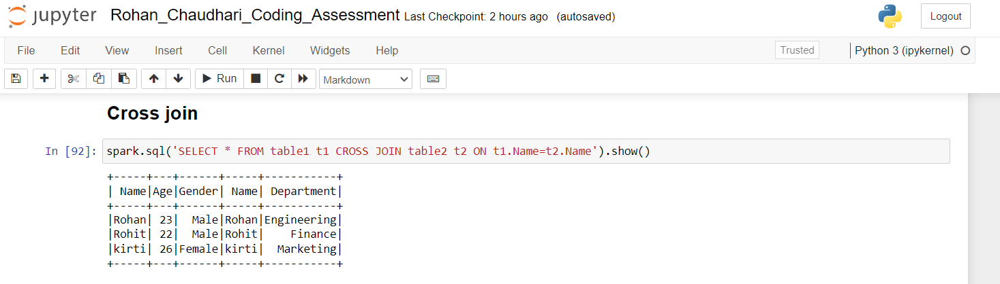 jupyter Rohan_Chaudhari_Coding_Assessment Last Checkpoint: 2 hours ago (autosaved) Logout
File Edit View Insert Cell Kernel Widgets Help Trusted Python 3 (ipykernel)
Run Markdown
Cross join
In [92]: spark.sql('SELECT * FROM table1 t1 CROSS JOIN table2 t2 ON t1.Name=t2.Name').show()
+-----+---+------+-----+-----------+
| Name|Age|Gender| Name| Department|
+-----+---+------+-----+-----------+
|Rohan| 23|  Male|Rohan|Engineering|
|Rohit| 22|  Male|Rohit|    Finance|
|kirti| 26|Female|kirti|  Marketing|
+-----+---+------+-----+-----------+